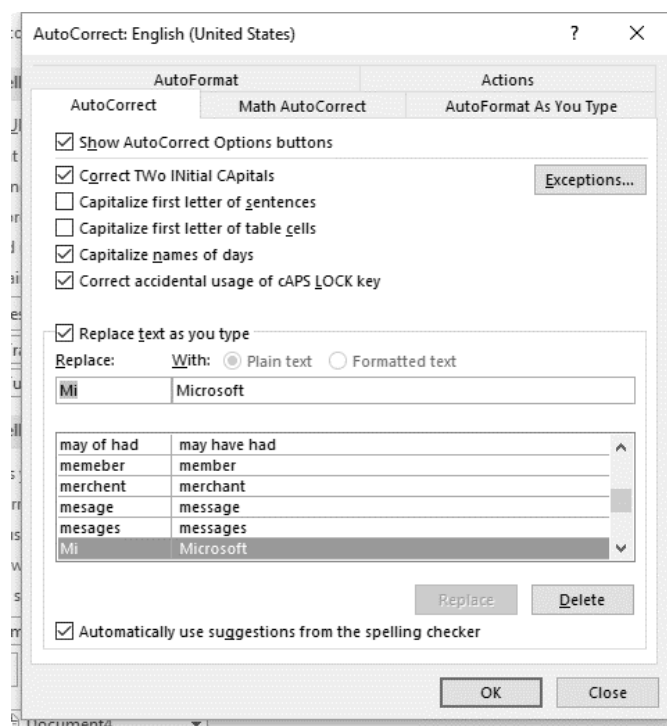 AutoCorrect: English (United States) ?
AutoFormat Actions
AutoCorrect Math AutoCorrect AutoFormat As You Type
Show AutoCorrect Options buttons
Correct TWo INitial CApitals Exceptions...
Capitalize first letter of sentences
Capitalize first letter of table cells
Capitalize names of days
Correct accidental usage of cAPS LOCK key
Replace text as you type
Replace: With: Plain text Formatted text
Mi Microsoft
may of had may have had
memeber member
merchent merchant
mesage message
mesages messages
Mi Microsoft
Replace Delete
Automatically use suggestions from the spelling checker
OK Close
Document4